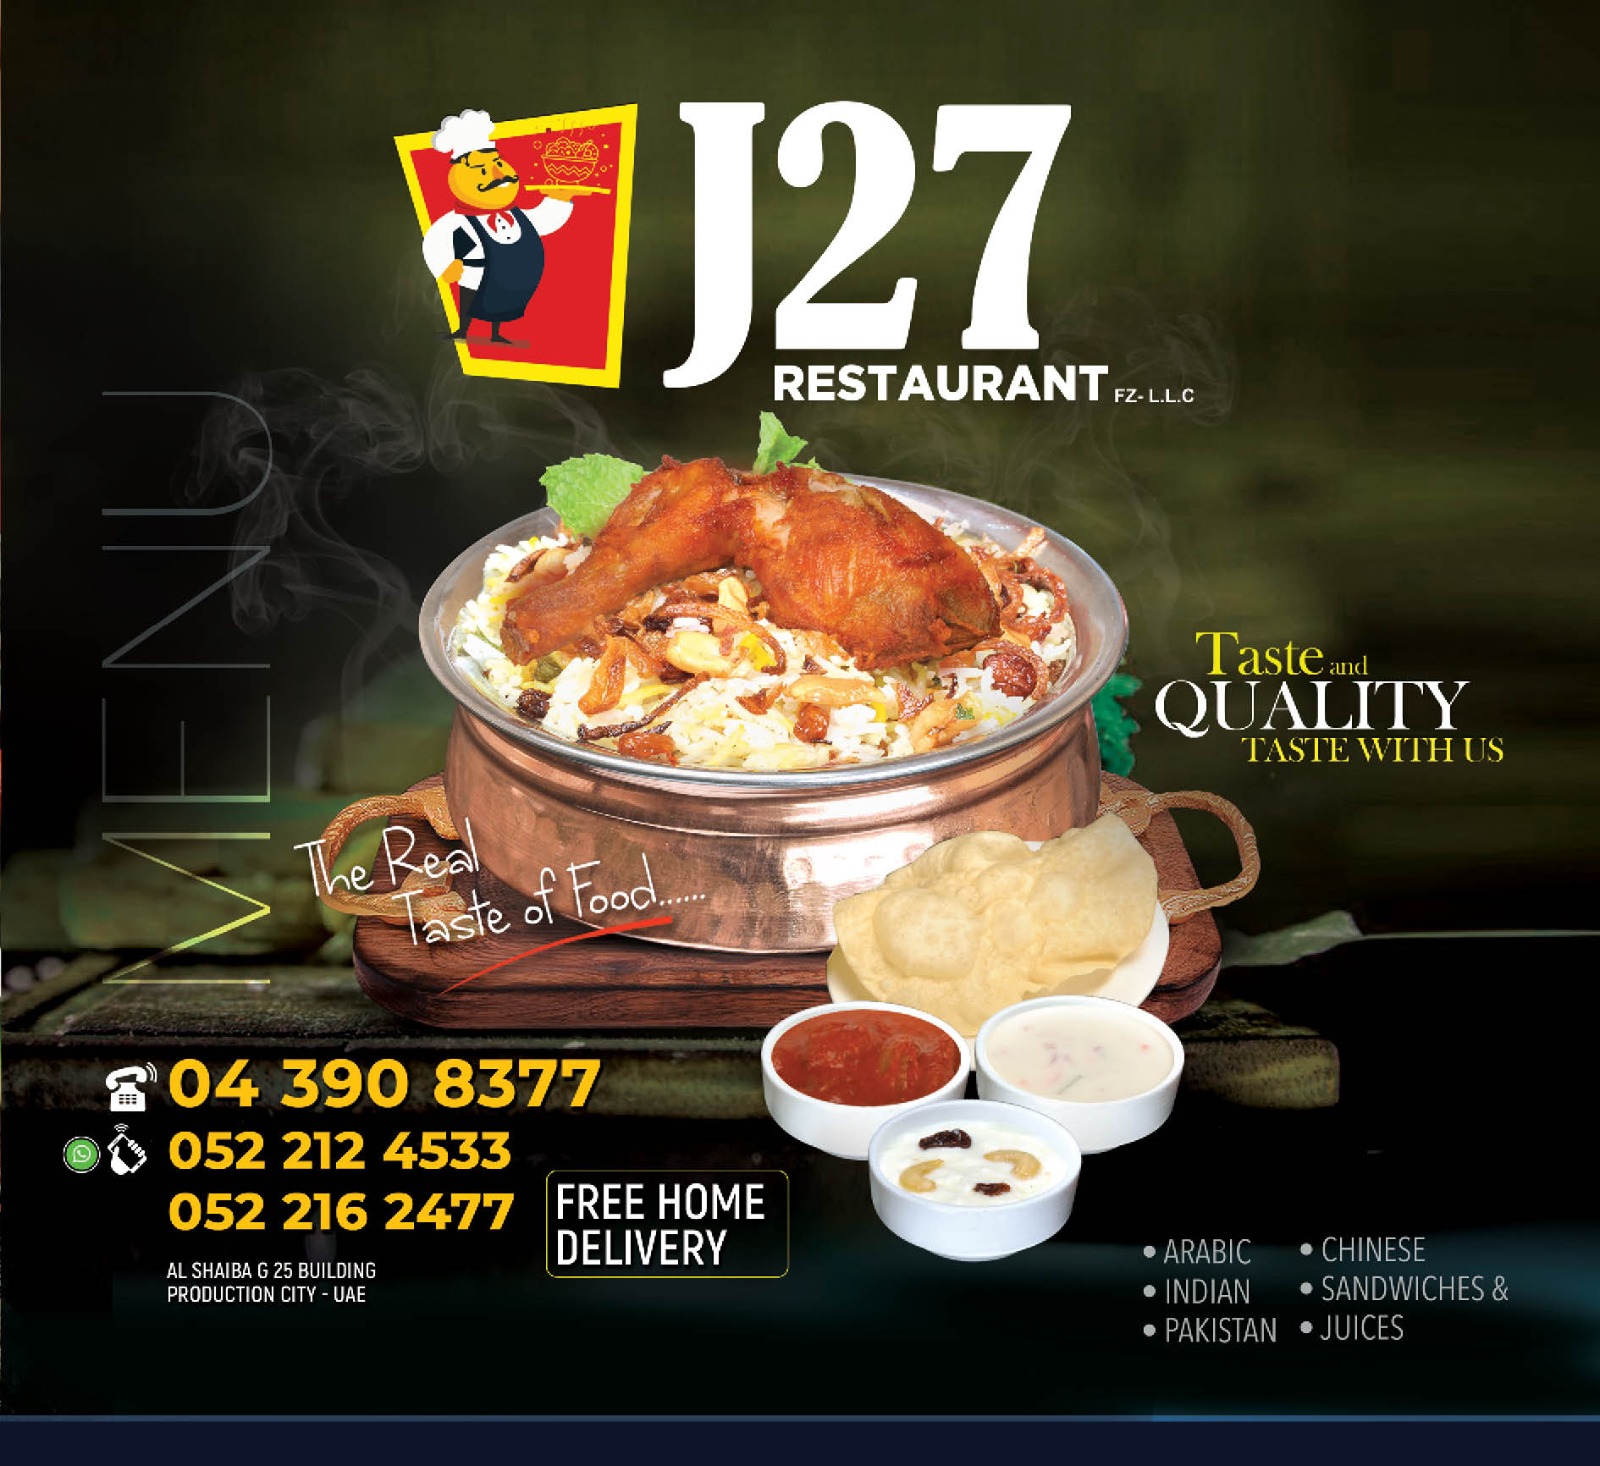 J27
RESTAURANT FZ- L.L.C
MENU
Taste and
QUALITY
TASTE WITH US
The Real
Taste of Food......
04 390 8377
052 212 4533
052 216 2477
FREE HOME
DELIVERY
AL SHAIBA G 25 BUILDING
PRODUCTION CITY - UAE
• ARABIC
• INDIAN
• PAKISTAN
• CHINESE
• SANDWICHES &
• JUICES